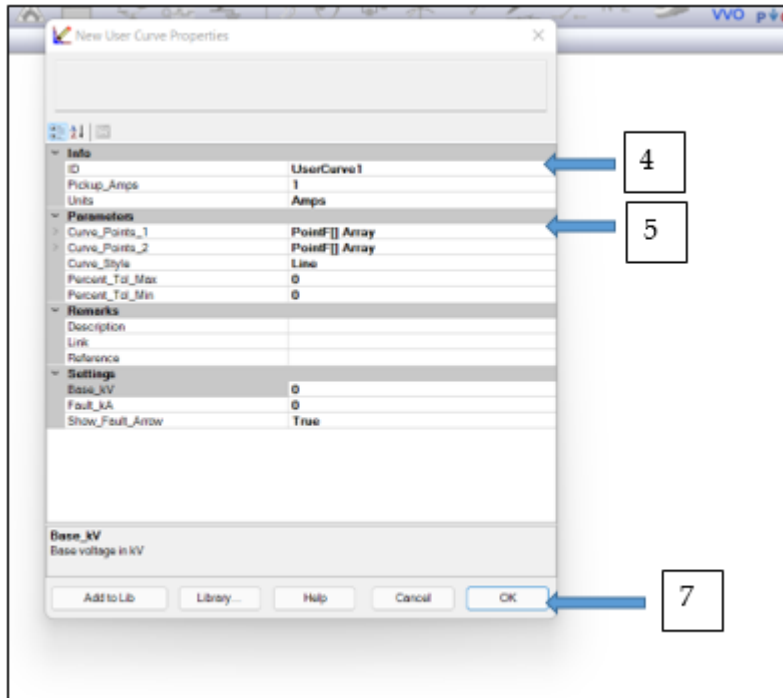 VVO
New User Curve Properties
Info
ID UserCurve1
Pickup_Amps 1
Units Amps
Parameters
Curve_Points_1 PointF[] Array
Curve_Points_2 PointF[] Array
Curve_Style Line
Percent_Tol_Max 0
Percent_Tol_Min 0
Remarks
Description
Link
Reference
Settings
Base_kV 0
Fault_kA 0
Show_Fault_Arrow True
Base_kV
Base voltage in kV
Add to Lib Library... Help Cancel OK
4
5
7